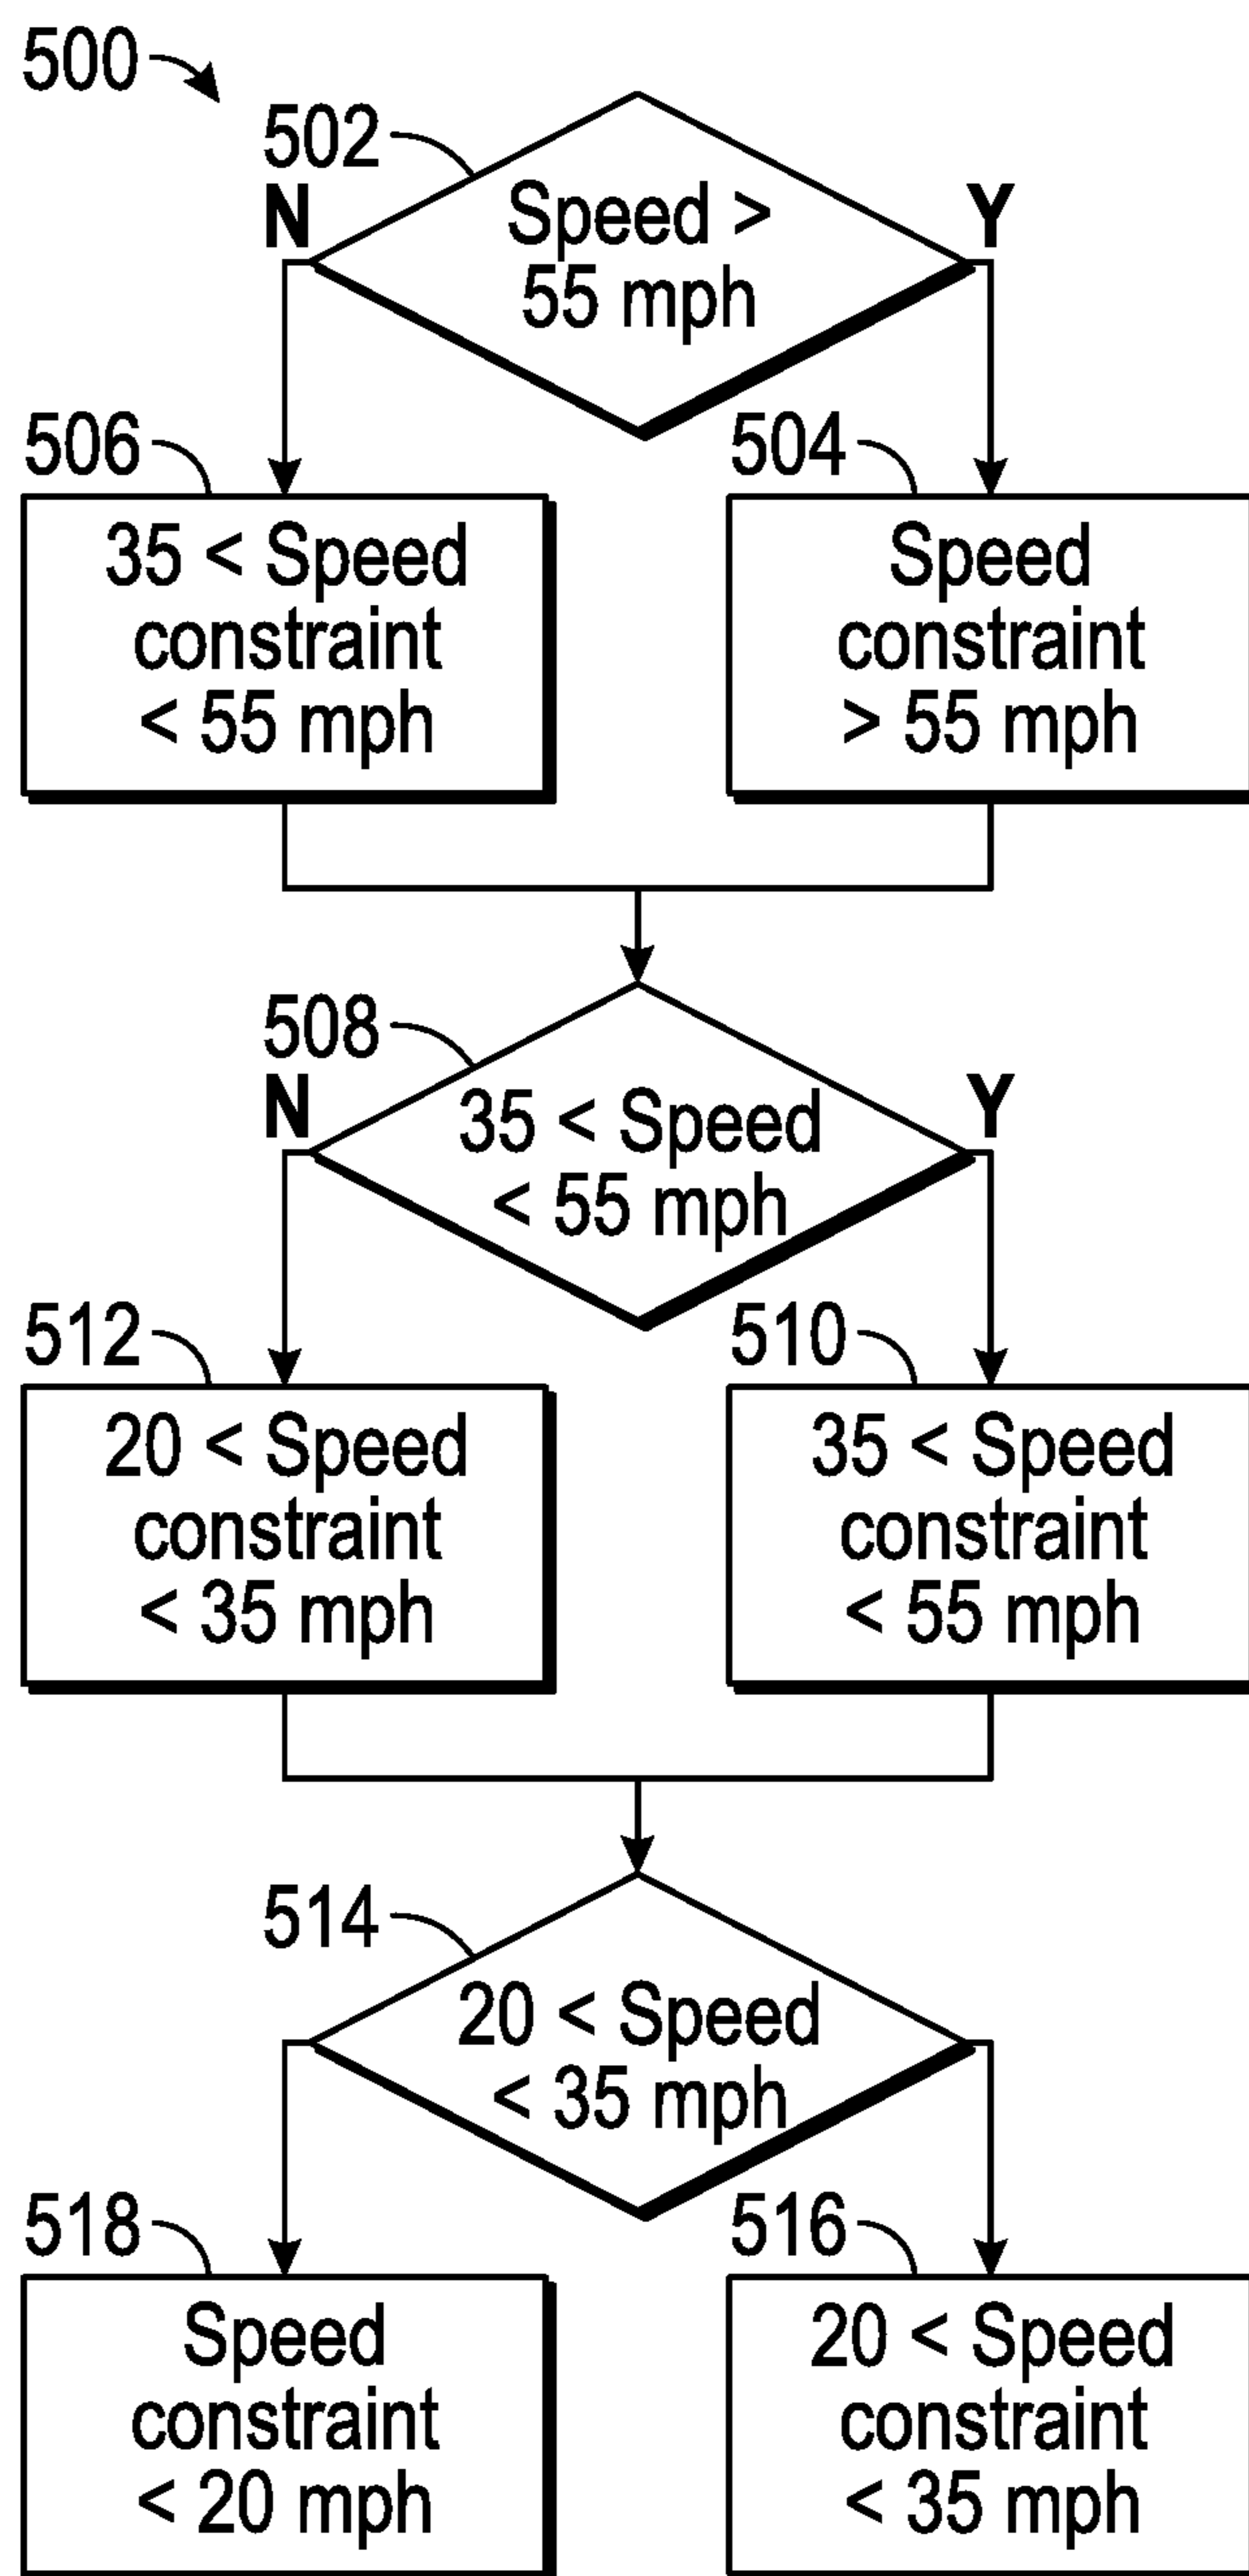 500
502
N
Y
Speed >
55 mph
506
504
35 < Speed
constraint
< 55 mph
Speed
constraint
> 55 mph
508
N
Y
35 < Speed
< 55 mph
512
510
20 < Speed
constraint
< 35 mph
35 < Speed
constraint
< 55 mph
514
20 < Speed
< 35 mph
518
516
Speed
constraint
< 20 mph
20 < Speed
constraint
< 35 mph